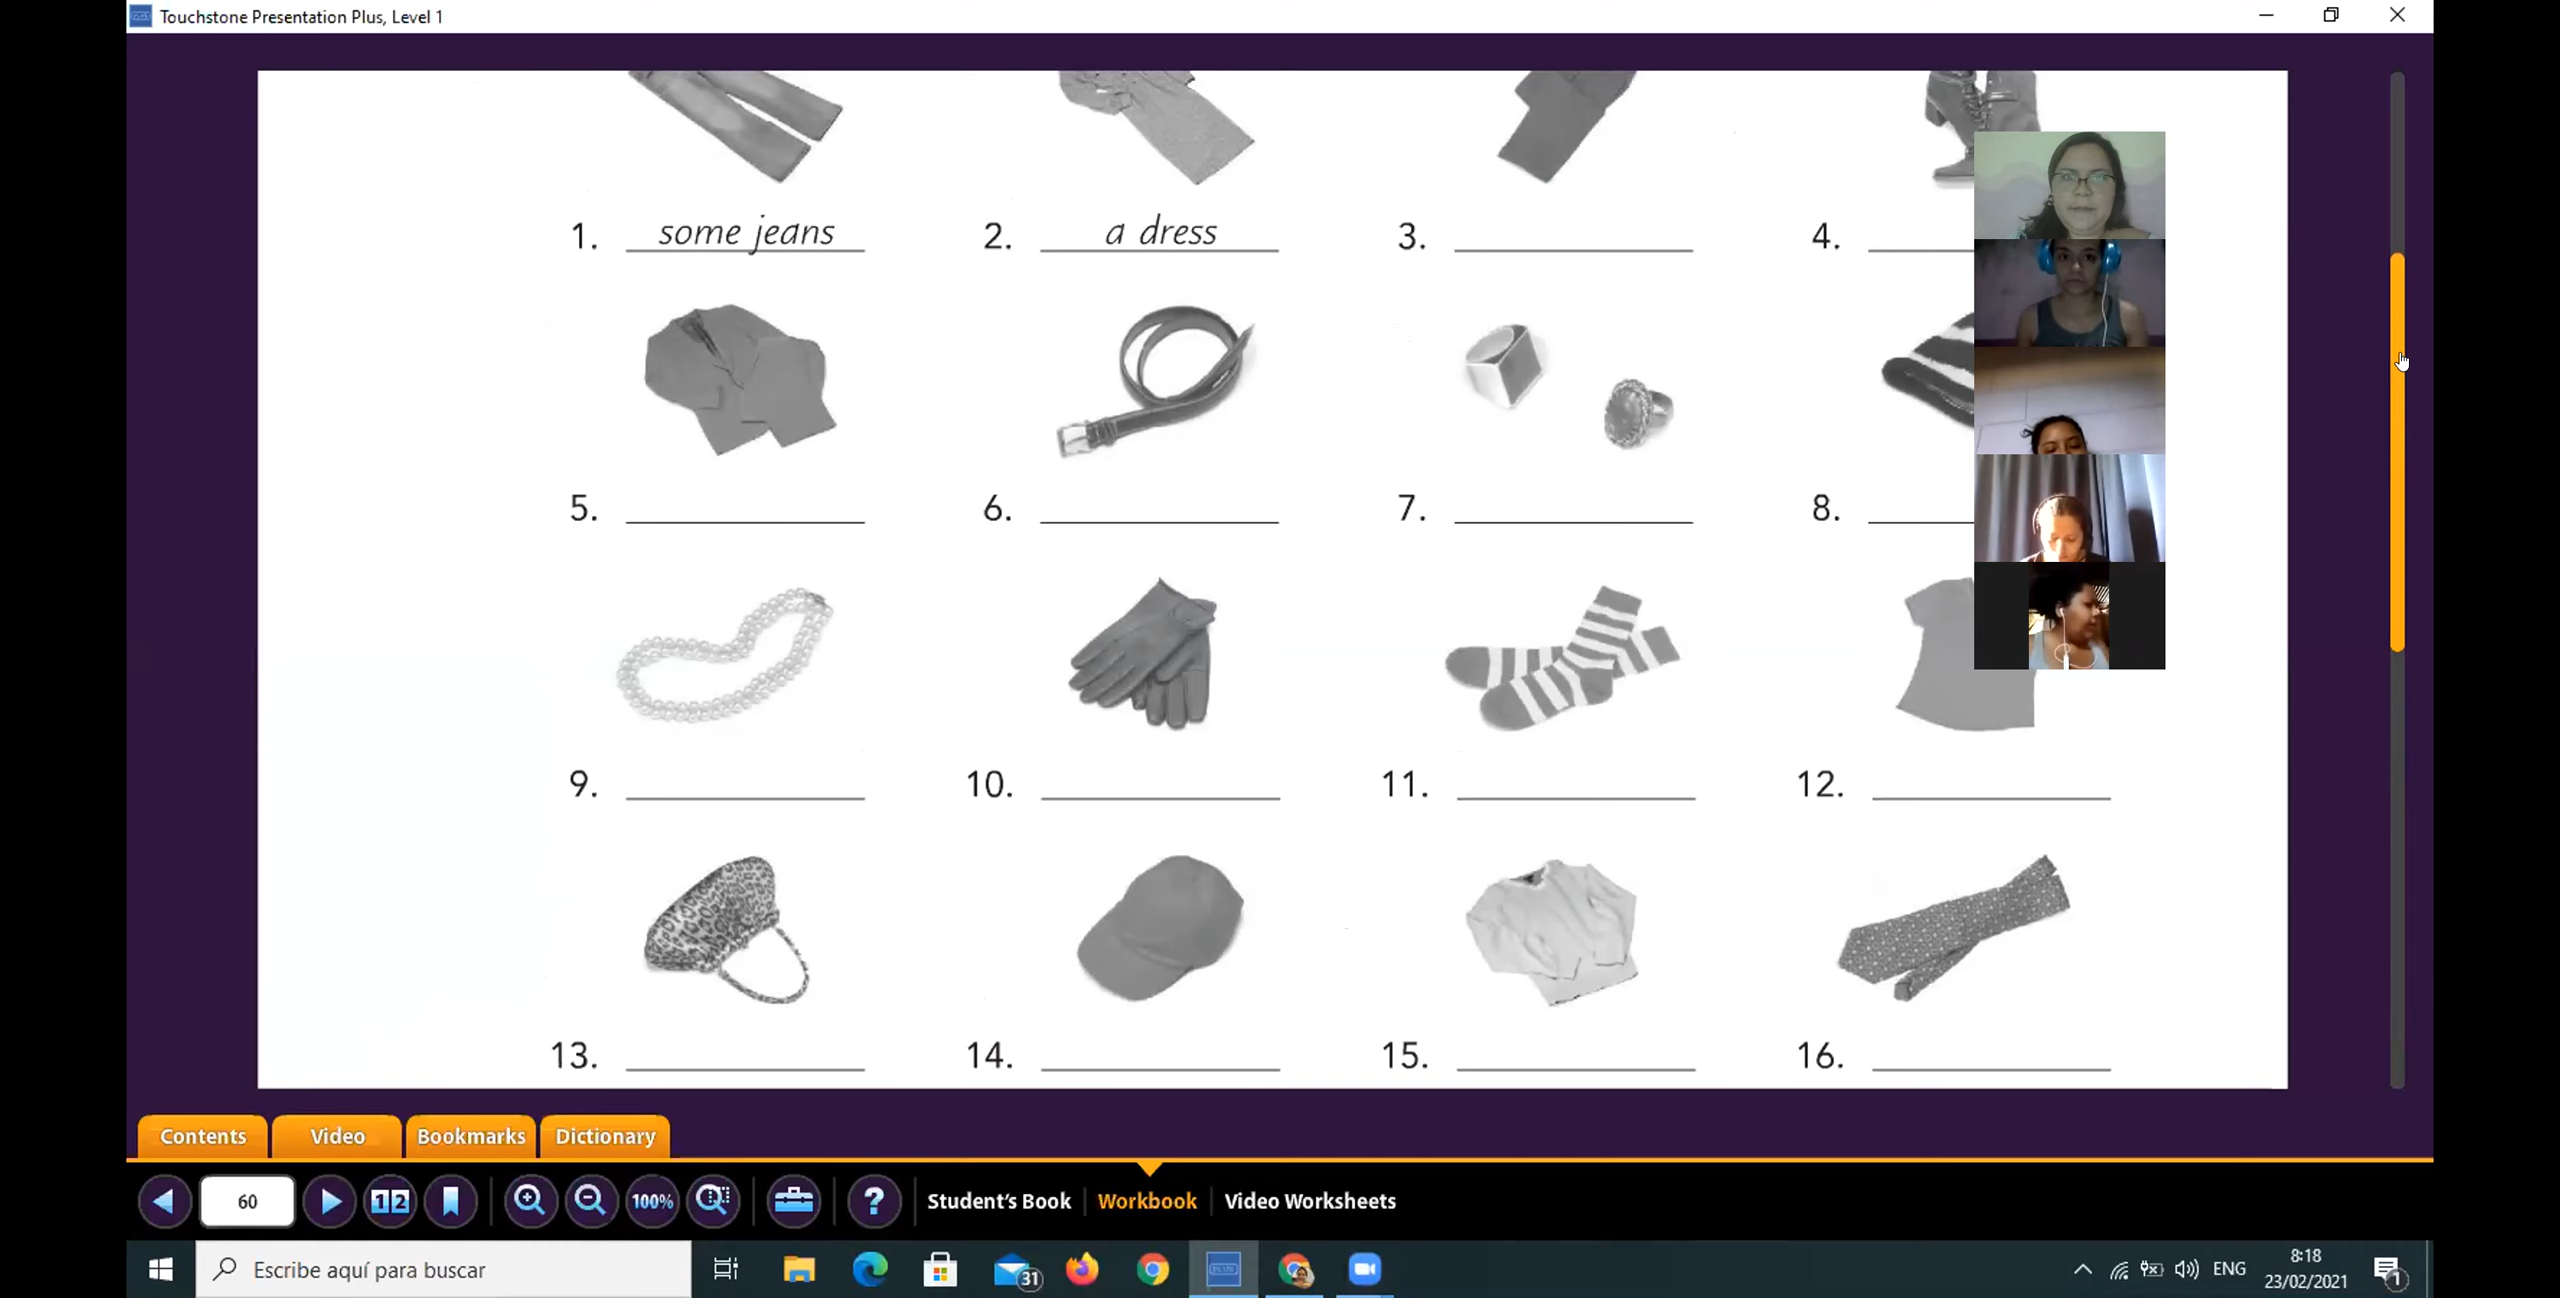 Touchstone Presentation Plus, Level 1
1. some jeans 2. a dress 3. 4.
5. 6. 7. 8.
9. 10. 11. 12.
13. 14. 15. 16.
Contents Video Bookmarks Dictionary
60 12 100% ? Student's Book Workbook Video Worksheets
Escribe aquí para buscar 31 ENG 8:18
23/02/2021 1